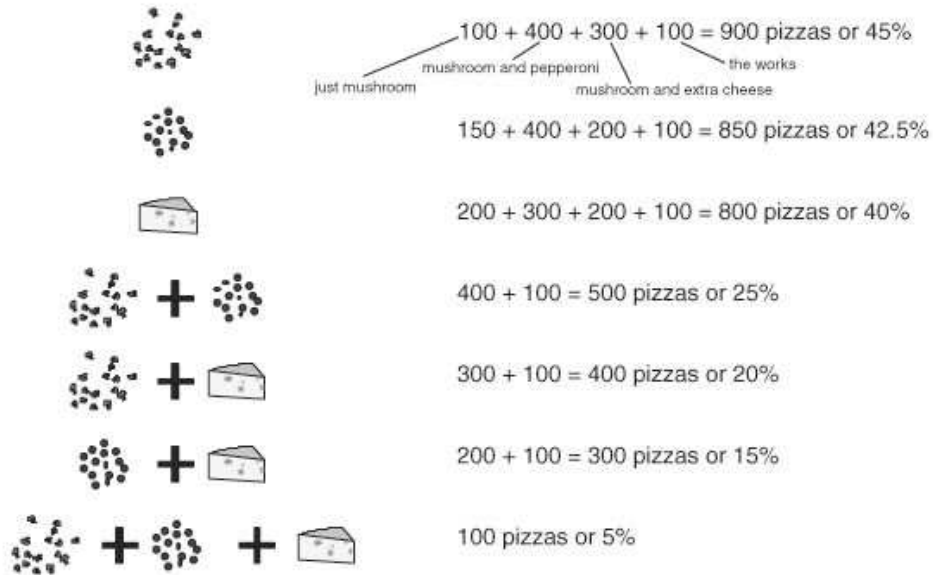 100 + 400 + 300 + 100 = 900 pizzas or 45%
mushroom and pepperoni
the works
just mushroom
mushroom and extra cheese
150 + 400 + 200 + 100 = 850 pizzas or 42.5%
200 + 300 + 200 + 100 = 800 pizzas or 40%
400 + 100 = 500 pizzas or 25%
300 + 100 = 400 pizzas or 20%
200 + 100 = 300 pizzas or 15%
100 pizzas or 5%